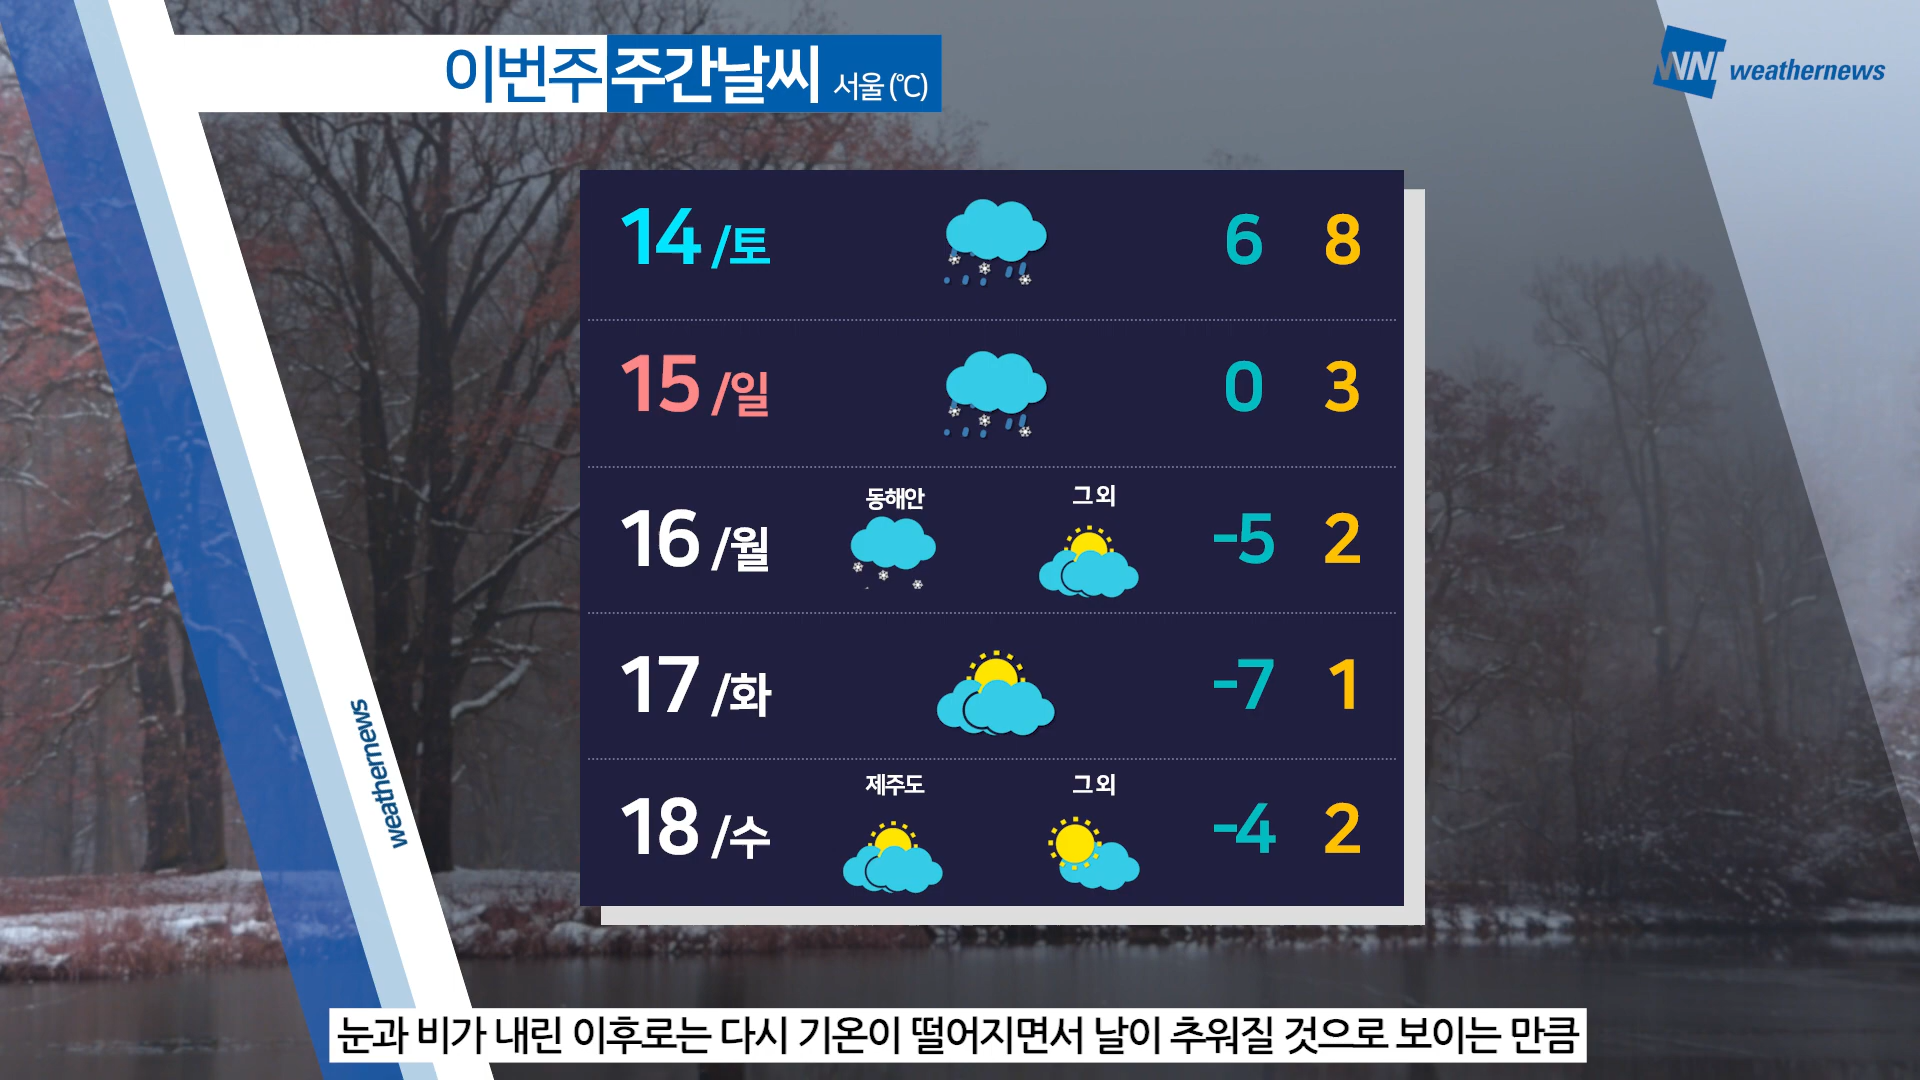 이번주 주간날씨 서울 (℃)
WNI weathernews
14 /토 6 8
15 /일 0 3
동해안 그 외
16 /월 -5 2
17 /화 -7 1
제주도 그 외
18 /수 -4 2
weathernews
눈과 비가 내린 이후로는 다시 기온이 떨어지면서 날이 추워질 것으로 보이는 만큼